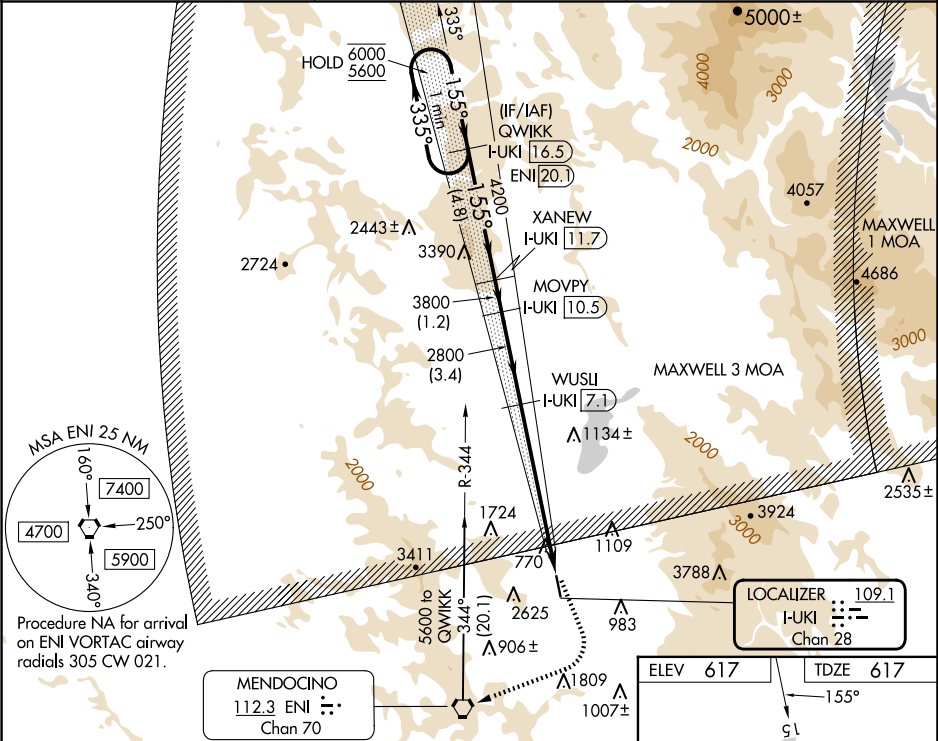 335°
5000±
HOLD 6000
5600
4000
3000
155°
1 min
335°
(IF/IAF)
QWIKK
I-UKI 16.5
ENI 20.1
2000
4200
155°
(4.8)
4057
XANEW
I-UKI 11.7
MAXWELL
1 MOA
2443±
3390
2724
4686
MOVPY
I-UKI 10.5
3800
(1.2)
3000
2800
(3.4)
MAXWELL 3 MOA
WUSLI
I-UKI 7.1
1134±
2000
2000
R-344
2535±
MSA ENI 25 NM
160°
7400
4700
250°
5900
340°
Procedure NA for arrival
on ENI VORTAC airway
radials 305 CW 021.
1724
3924
3000
1109
770
3411
3788
5600 to
QWIKK
344°
(20.1)
2625
983
906±
LOCALIZER 109.1
I-UKI
Chan 28
1809
1007±
MENDOCINO
112.3 ENI
Chan 70
ELEV 617
TDZE 617
155°
15